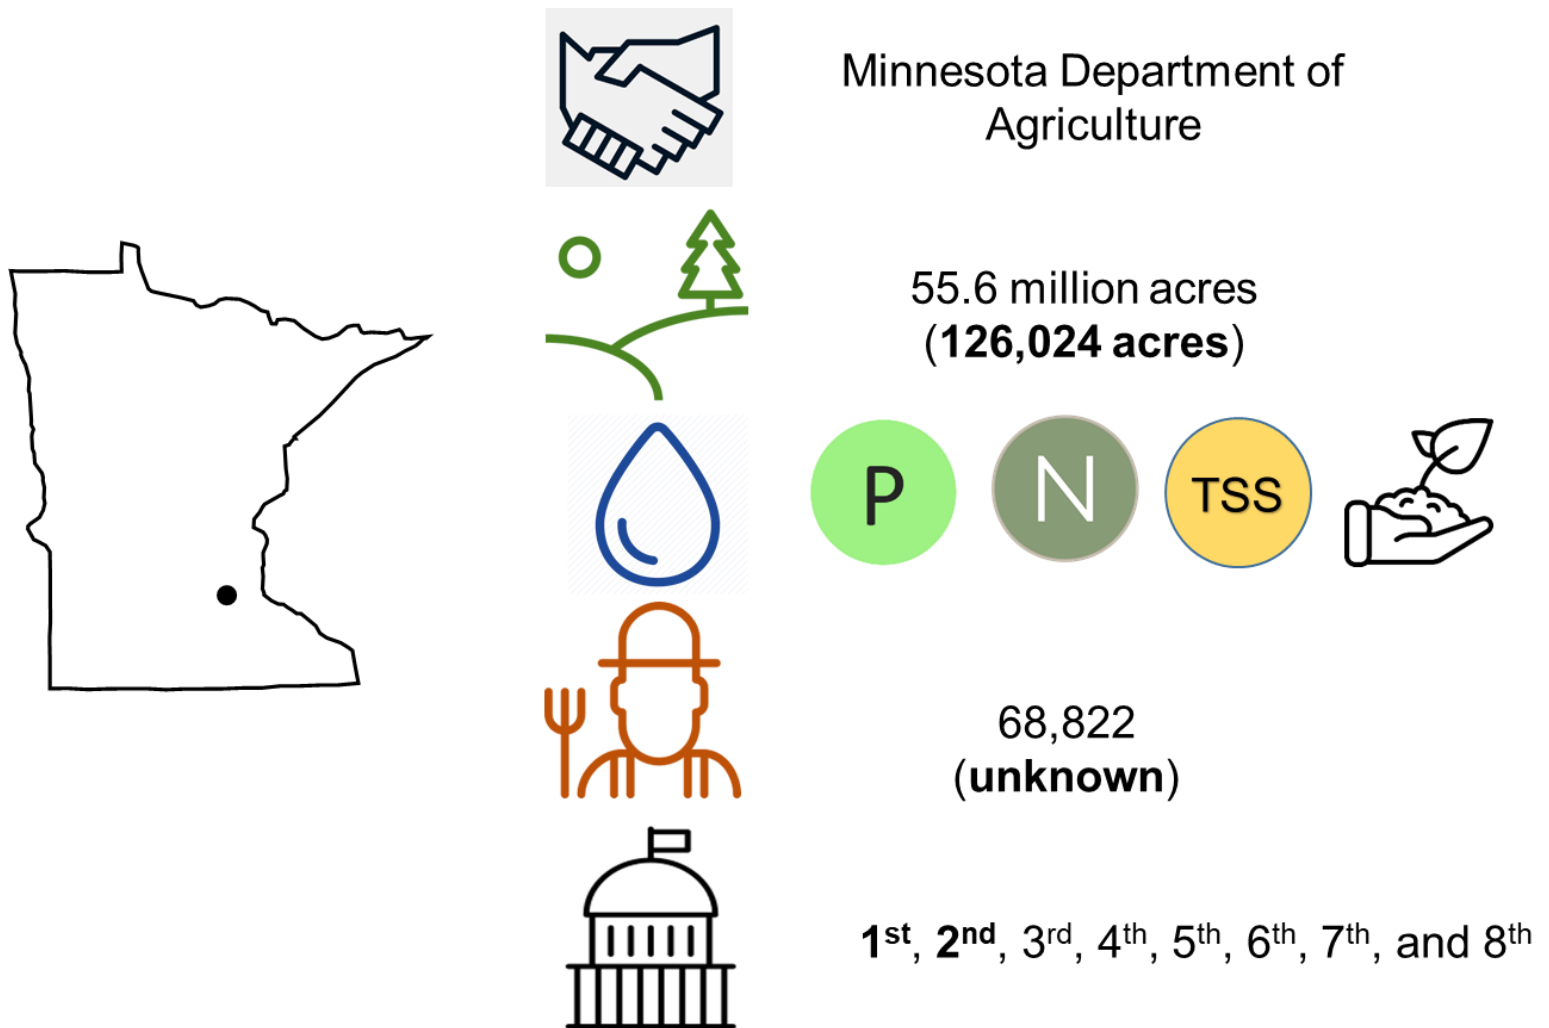 Minnesota Department of
Agriculture
55.6 million acres
(126,024 acres)
P N TSS
68,822
(unknown)
1st, 2nd, 3rd, 4th, 5th, 6th, 7th, and 8th